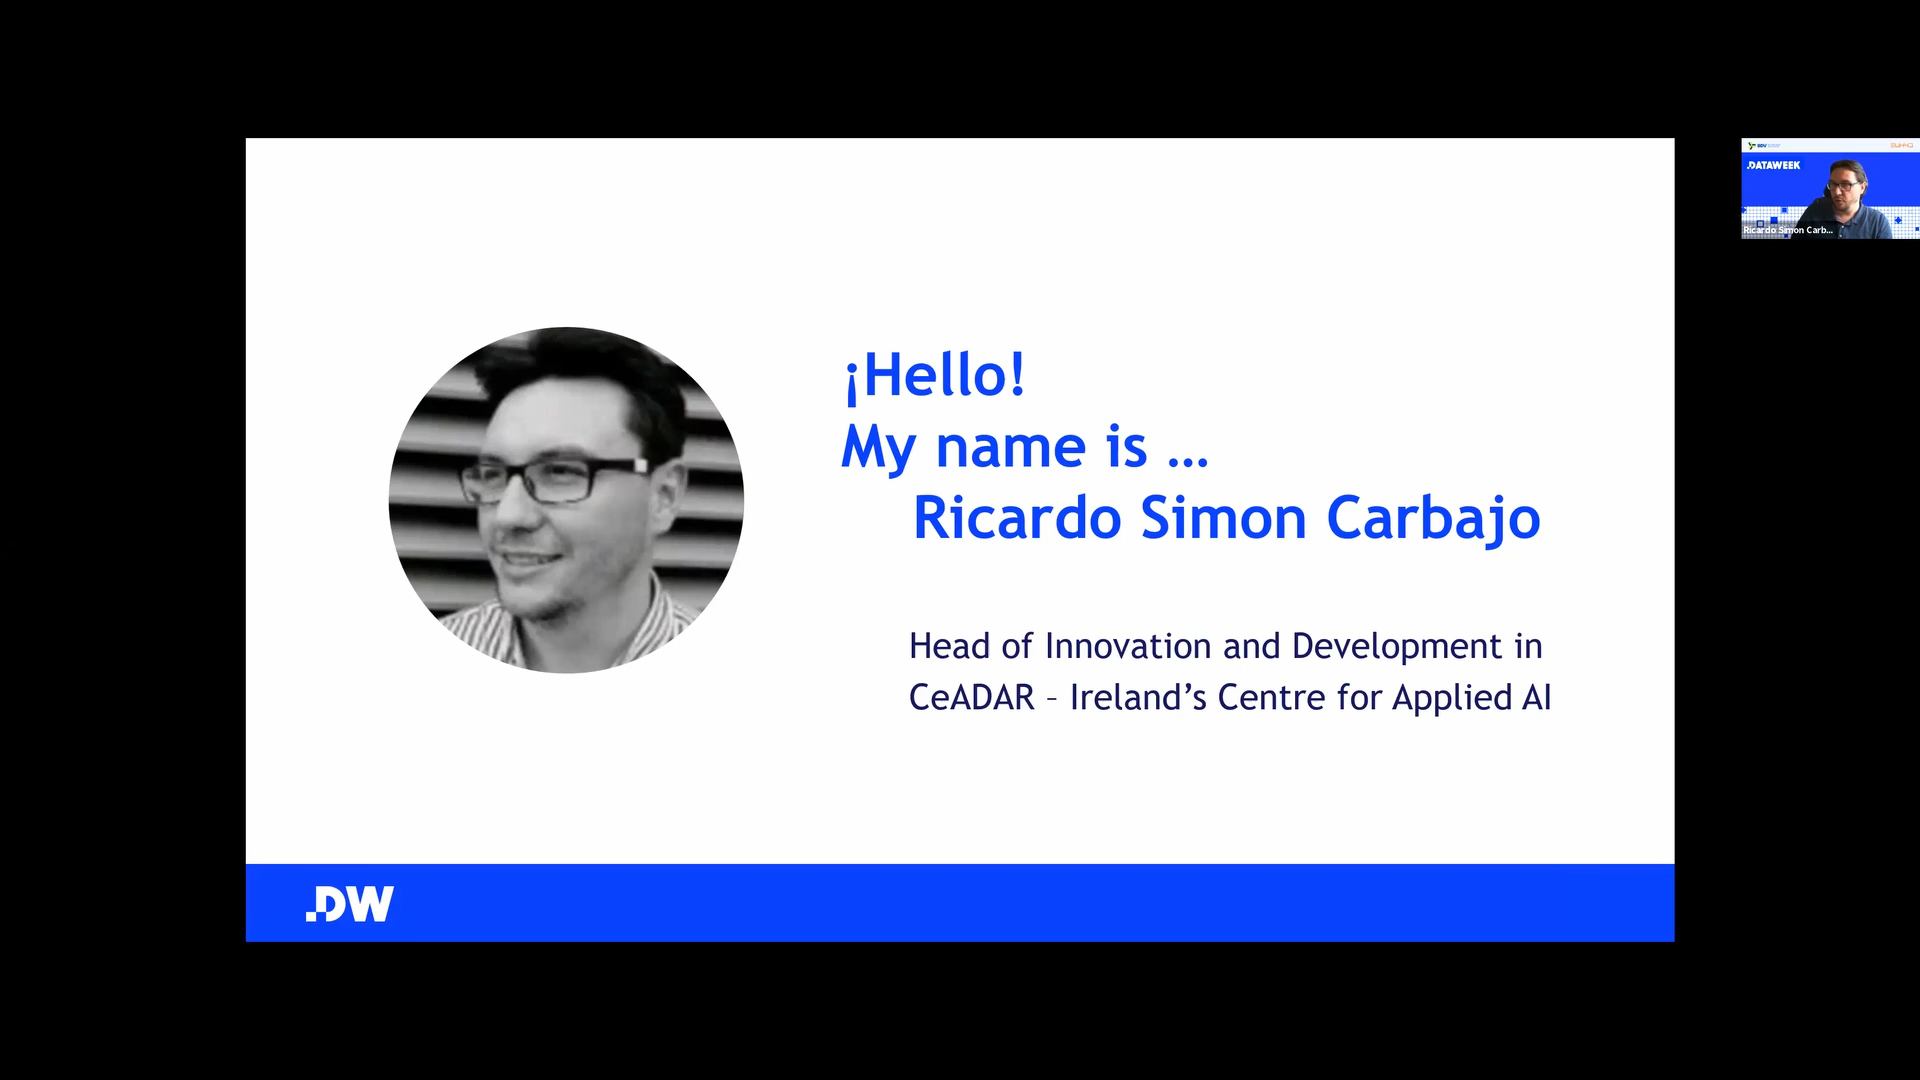 ¡Hello!
My name is ...
Ricardo Simon Carbajo
Head of Innovation and Development in
CeADAR – Ireland’s Centre for Applied AI
.DW
BDV
.DATAWEEK
Ricardo Simon Carb...